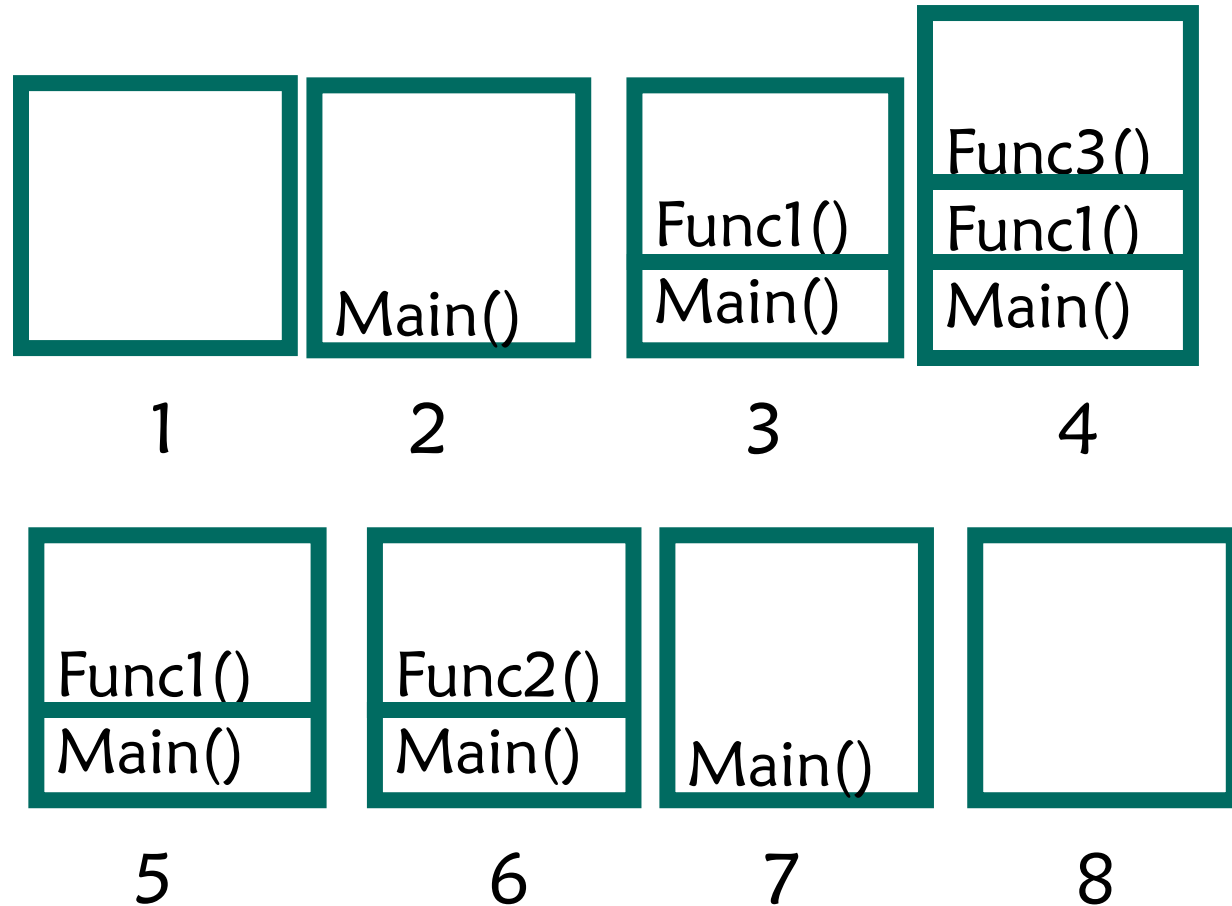 Func3()
Func1() Func1()
Main() Main() Main()
1 2 3 4
Func1() Func2()
Main() Main() Main()
5 6 7 8